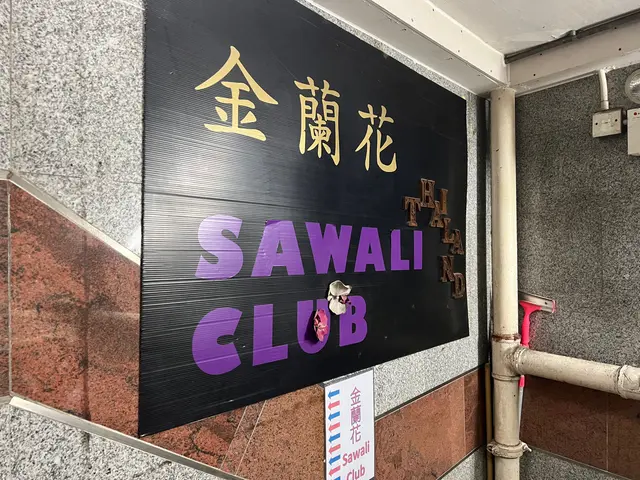 金蘭花
THAILAND
SAWALI
CLUB
金蘭花
Sawali
Club